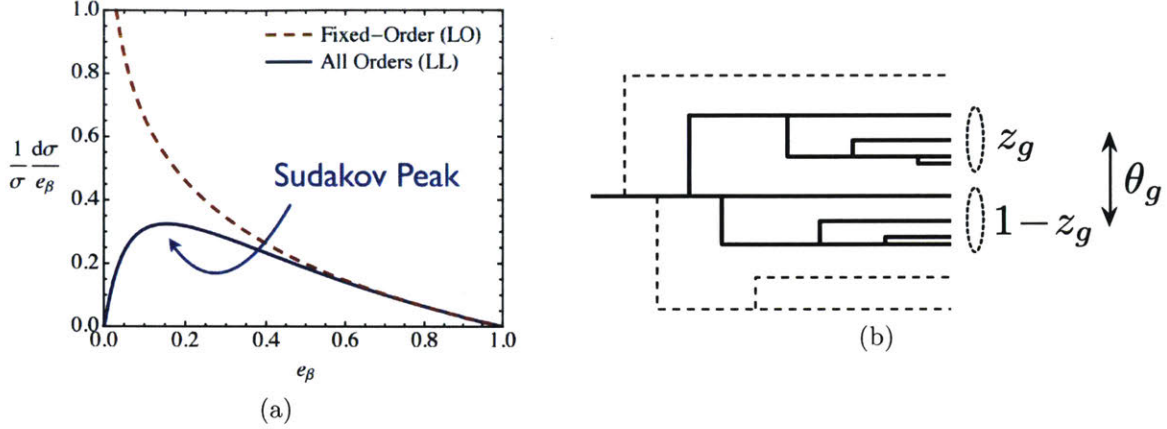 1.0
0.8
0.6
0.4
0.2
0.0
1/σ dσ/e_β
Fixed–Order (LO)
All Orders (LL)
Sudakov Peak
0.0 0.2 0.4 0.6 0.8 1.0
e_β
(a)
z_g
θ_g
1 − z_g
(b)